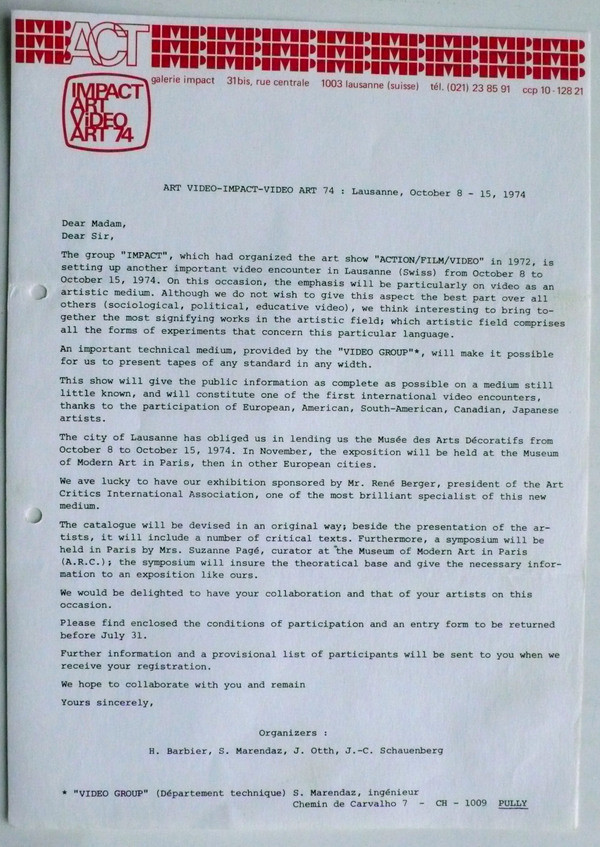 IMPACT
galerie impact 31bis, rue centrale 1003 lausanne (suisse) tél. (021) 23 85 91 ccp 10-128 21
IMPACT
ART
ViDEO
ART 74
ART VIDEO-IMPACT-VIDEO ART 74 : Lausanne, October 8 - 15, 1974
Dear Madam,
Dear Sir,
The group "IMPACT", which had organized the art show "ACTION/FILM/VIDEO" in 1972, is
setting up another important video encounter in Lausanne (Swiss) from October 8 to
October 15, 1974. On this occasion, the emphasis will be particularly on video as an
artistic medium. Although we do not wish to give this aspect the best part over all
others (sociological, political, educative video), we think interesting to bring to-
gether the most signifying works in the artistic field; which artistic field comprises
all the forms of experiments that concern this particular language.
An important technical medium, provided by the "VIDEO GROUP"*, will make it possible
for us to present tapes of any standard in any width.
This show will give the public information as complete as possible on a medium still
little known, and will constitute one of the first international video encounters,
thanks to the participation of European, American, South-American, Canadian, Japanese
artists.
The city of Lausanne has obliged us in lending us the Musée des Arts Décoratifs from
October 8 to October 15, 1974. In November, the exposition will be held at the Museum
of Modern Art in Paris, then in other European cities.
We ave lucky to have our exhibition sponsored by Mr. René Berger, president of the Art
Critics International Association, one of the most brilliant specialist of this new
medium.
The catalogue will be devised in an original way; beside the presentation of the ar-
tists, it will include a number of critical texts. Furthermore, a symposium will be
held in Paris by Mrs. Suzanne Pagé, curator at the Museum of Modern Art in Paris
(A.R.C.); the symposium will insure the theoratical base and give the necessary infor-
mation to an exposition like ours.
We would be delighted to have your collaboration and that of your artists on this
occasion.
Please find enclosed the conditions of participation and an entry form to be returned
before July 31.
Further information and a provisional list of participants will be sent to you when we
receive your registration.
We hope to collaborate with you and remain
Yours sincerely,
Organizers :
H. Barbier, S. Marendaz, J. Otth, J.-C. Schauenberg
* "VIDEO GROUP" (Département technique) S. Marendaz, ingénieur
Chemin de Carvalho 7 - CH - 1009 PULLY